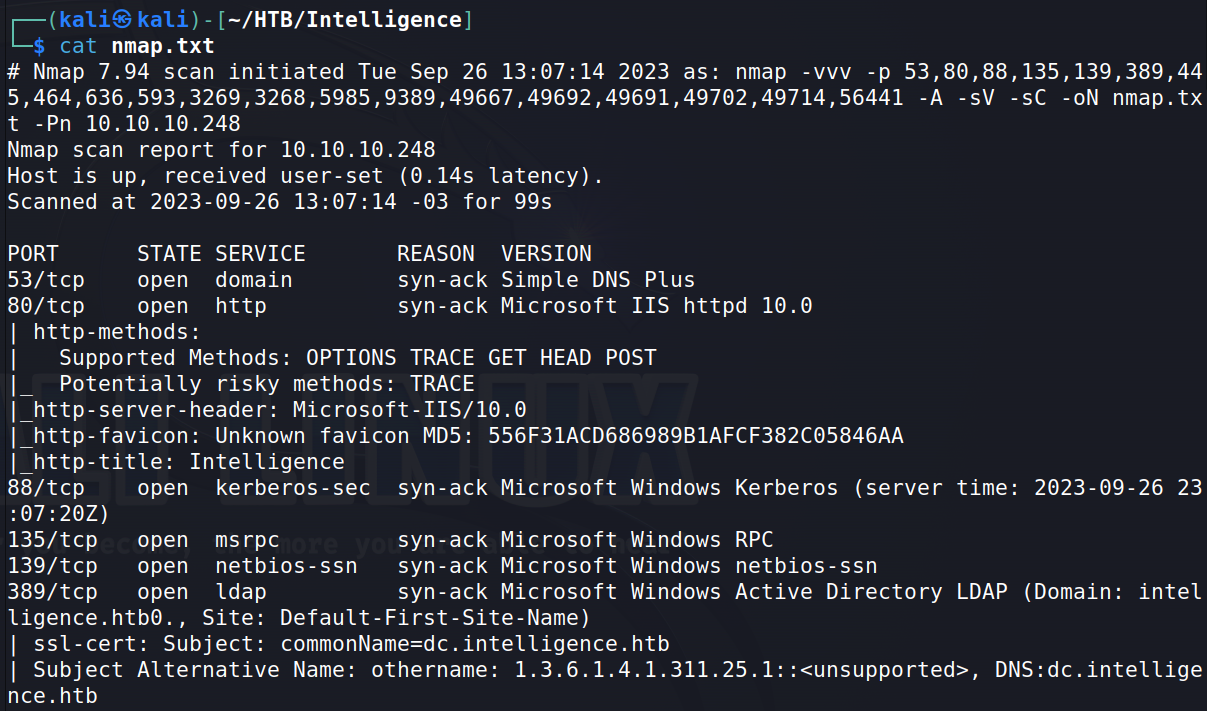 ┌──(kali㉿kali)-[~/HTB/Intelligence]
└─$ cat nmap.txt
# Nmap 7.94 scan initiated Tue Sep 26 13:07:14 2023 as: nmap -vvv -p 53,80,88,135,139,389,44
5,464,636,593,3269,3268,5985,9389,49667,49692,49691,49702,49714,56441 -A -sV -sC -oN nmap.tx
t -Pn 10.10.10.248
Nmap scan report for 10.10.10.248
Host is up, received user-set (0.14s latency).
Scanned at 2023-09-26 13:07:14 -03 for 99s

PORT      STATE SERVICE       REASON  VERSION
53/tcp    open  domain        syn-ack Simple DNS Plus
80/tcp    open  http          syn-ack Microsoft IIS httpd 10.0
| http-methods:
|   Supported Methods: OPTIONS TRACE GET HEAD POST
|_  Potentially risky methods: TRACE
|_http-server-header: Microsoft-IIS/10.0
|_http-favicon: Unknown favicon MD5: 556F31ACD686989B1AFCF382C05846AA
|_http-title: Intelligence
88/tcp    open  kerberos-sec  syn-ack Microsoft Windows Kerberos (server time: 2023-09-26 23
:07:20Z)
135/tcp   open  msrpc         syn-ack Microsoft Windows RPC
139/tcp   open  netbios-ssn   syn-ack Microsoft Windows netbios-ssn
389/tcp   open  ldap          syn-ack Microsoft Windows Active Directory LDAP (Domain: intel
ligence.htb0., Site: Default-First-Site-Name)
| ssl-cert: Subject: commonName=dc.intelligence.htb
| Subject Alternative Name: othername: 1.3.6.1.4.1.311.25.1::<unsupported>, DNS:dc.intellige
nce.htb